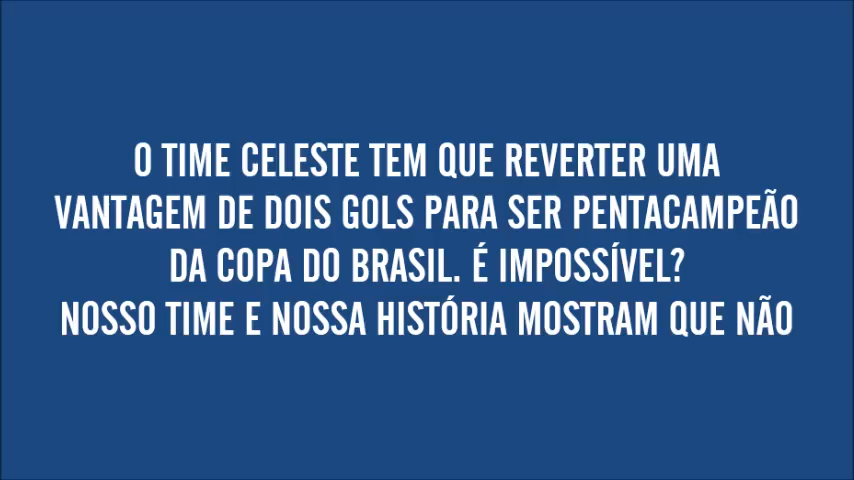 O TIME CELESTE TEM QUE REVERTER UMA
VANTAGEM DE DOIS GOLS PARA SER PENTACAMPEÃO
DA COPA DO BRASIL. É IMPOSSÍVEL?
NOSSO TIME E NOSSA HISTÓRIA MOSTRAM QUE NÃO